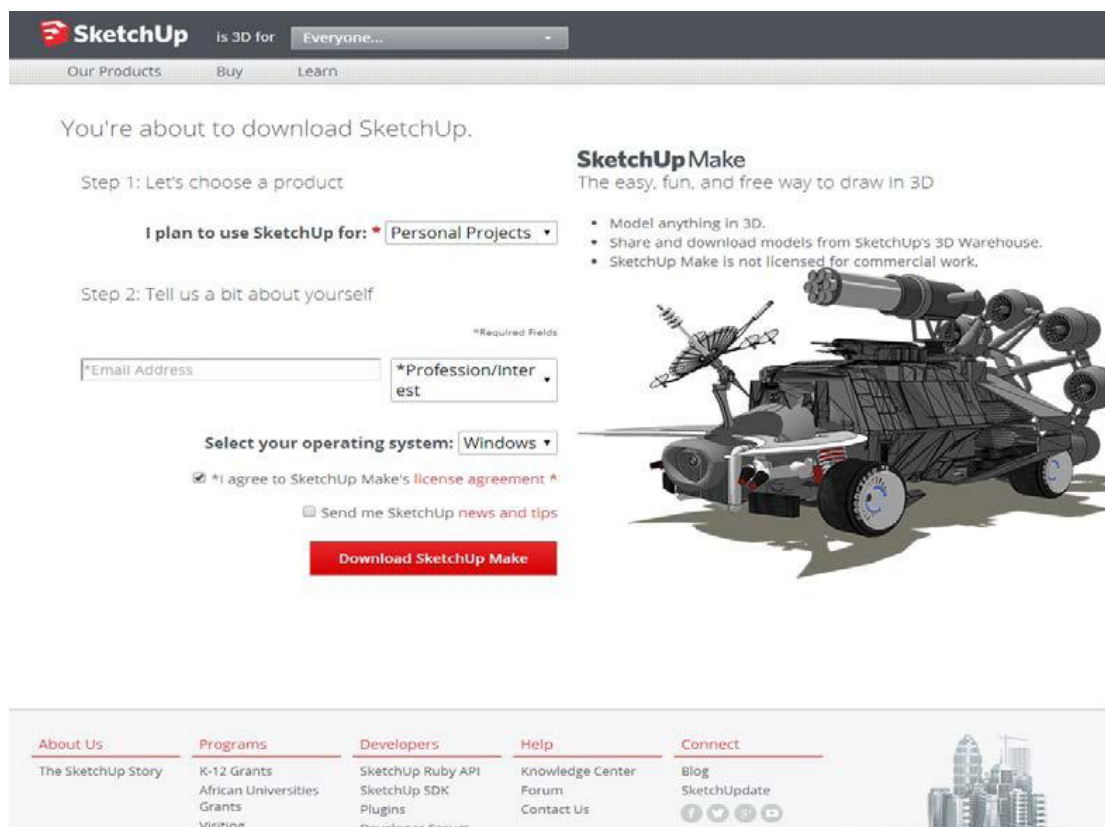 SketchUp is 3D for Everyone...
Our Products Buy Learn
You're about to download SketchUp.
Step 1: Let's choose a product
I plan to use SketchUp for: * Personal Projects
Step 2: Tell us a bit about yourself
*Required Fields
*Email Address *Profession/Inter
est
Select your operating system: Windows
*I agree to SketchUp Make's license agreement *
Send me SketchUp news and tips
Download SketchUp Make
SketchUp Make
The easy, fun, and free way to draw in 3D
• Model anything in 3D.
• Share and download models from SketchUp's 3D Warehouse.
• SketchUp Make is not licensed for commercial work.
About Us Programs Developers Help Connect
The SketchUp Story K-12 Grants SketchUp Ruby API Knowledge Center Blog
African Universities SketchUp SDK Forum SketchUpdate
Grants Plugins Contact Us
Visiting Developer Forum